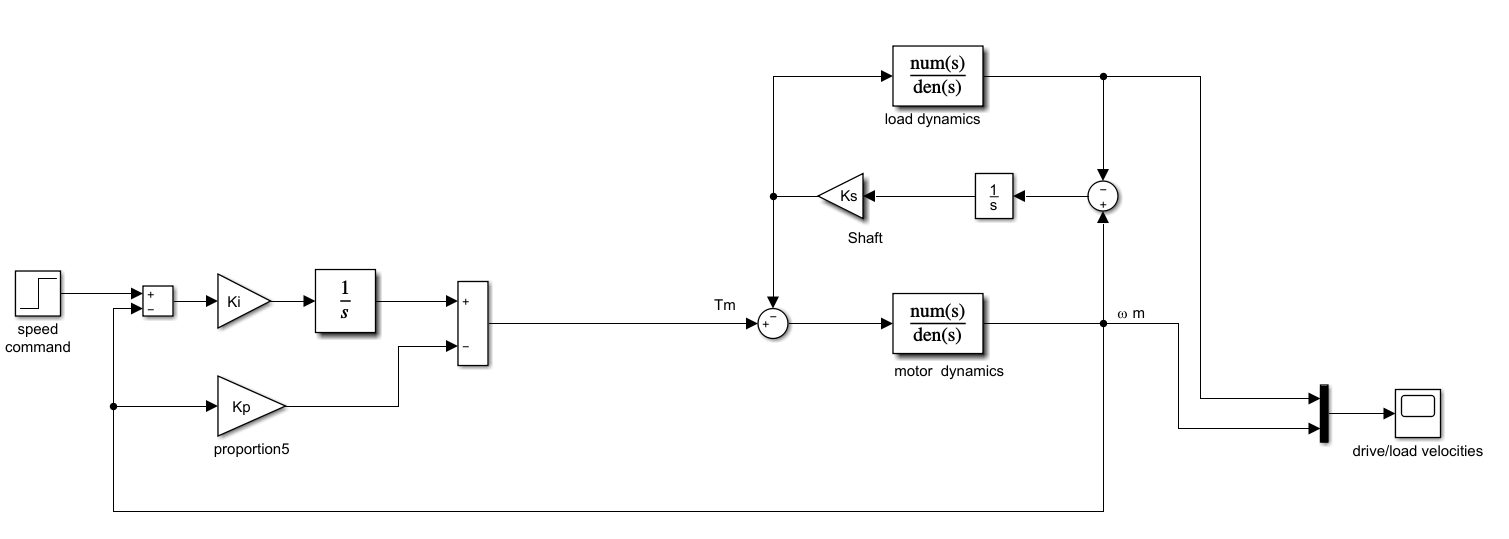 num(s)
den(s)
load dynamics
Ks
1
s
−
+
Shaft
speed
command
+
−
Ki
1
s
+
−
Tm
+
−
num(s)
den(s)
motor dynamics
ω m
Kp
proportion5
drive/load velocities